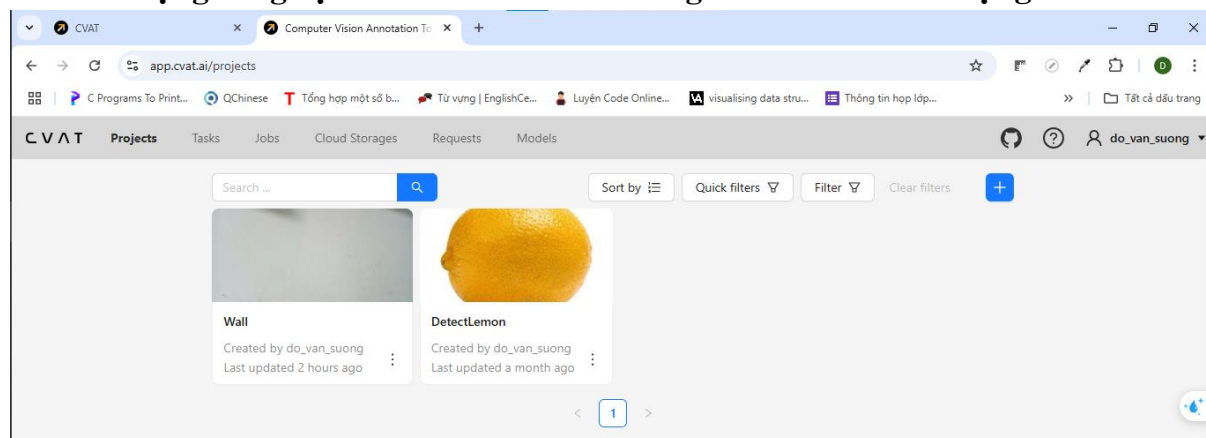 CVAT
Computer Vision Annotation To
app.cvat.ai/projects
D
C Programs To Print...
QChinese
Tổng hợp một số b...
Từ vựng | EnglishCe...
Luyện Code Online...
visualising data stru...
Thông tin họp lớp...
»
Tất cả dấu trang
CVAT
Projects
Tasks
Jobs
Cloud Storages
Requests
Models
do_van_suong
Search ...
Sort by
Quick filters
Filter
Clear filters
Wall
Created by do_van_suong
Last updated 2 hours ago
DetectLemon
Created by do_van_suong
Last updated a month ago
< 1 >